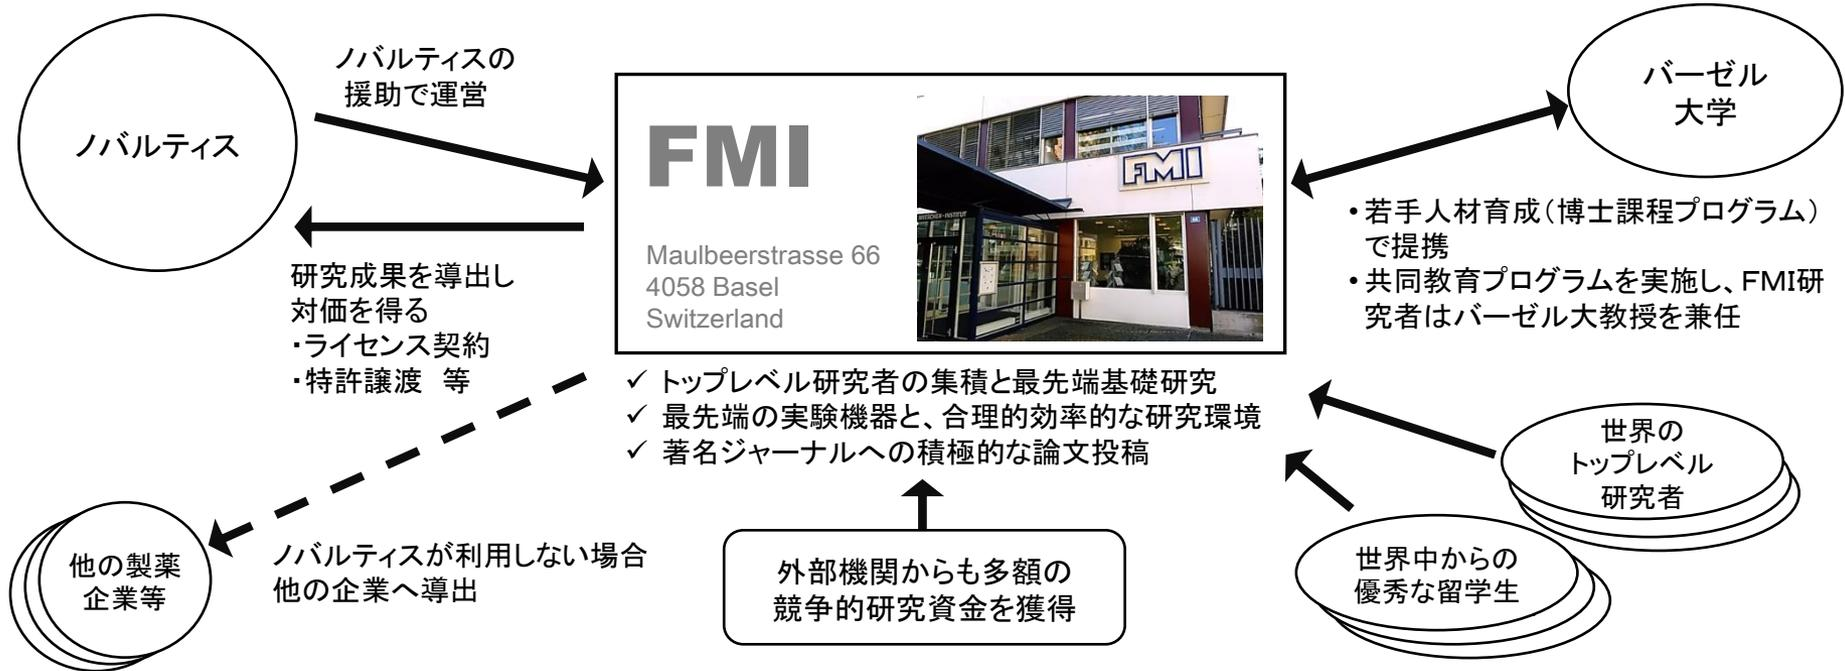 ノバルティス
ノバルティスの
援助で運営
研究成果を導出し
対価を得る
・ライセンス契約
・特許譲渡　等
FMI
Maulbeerstrasse 66
4058 Basel
Switzerland
FMI
バーゼル
大学
•若手人材育成（博士課程プログラム）
で提携
•共同教育プログラムを実施し、FMI研
究者はバーゼル大教授を兼任
✓ トップレベル研究者の集積と最先端基礎研究
✓ 最先端の実験機器と、合理的効率的な研究環境
✓ 著名ジャーナルへの積極的な論文投稿
世界の
トップレベル
研究者
世界中からの
優秀な留学生
外部機関からも多額の
競争的研究資金を獲得
ノバルティスが利用しない場合
他の企業へ導出
他の製薬
企業等